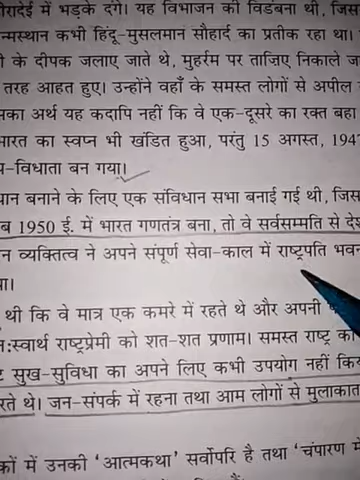 रादेई में भड़के दंगे। यह विभाजन की विडंबना थी, जिस
न्मस्थान कभी हिंदू-मुसलमान सौहार्द का प्रतीक रहा था।
के दीपक जलाए जाते थे, मुहर्रम पर ताज़िए निकाले ज
तरह आहत हुए। उन्होंने वहाँ के समस्त लोगों से अपील
का अर्थ यह कदापि नहीं कि वे एक-दूसरे का रक्त बहा
भारत का स्वप्न भी खंडित हुआ, परंतु 15 अगस्त, 194
-विधाता बन गया।
धान बनाने के लिए एक संविधान सभा बनाई गई थी, जिस
ब 1950 ई. में भारत गणतंत्र बना, तो वे सर्वसम्मति से दे
न व्यक्तित्व ने अपने संपूर्ण सेवा-काल में राष्ट्रपति भव
ा।
थी कि वे मात्र एक कमरे में रहते थे और अपनी
न:स्वार्थ राष्ट्रप्रेमी को शत-शत प्रणाम। समस्त राष्ट्र क
सुख-सुविधा का अपने लिए कभी उपयोग नहीं कि
रते थे। जन-संपर्क में रहना तथा आम लोगों से मुलाकात
कों में उनकी 'आत्मकथा' सर्वोपरि है तथा 'चंपारण में